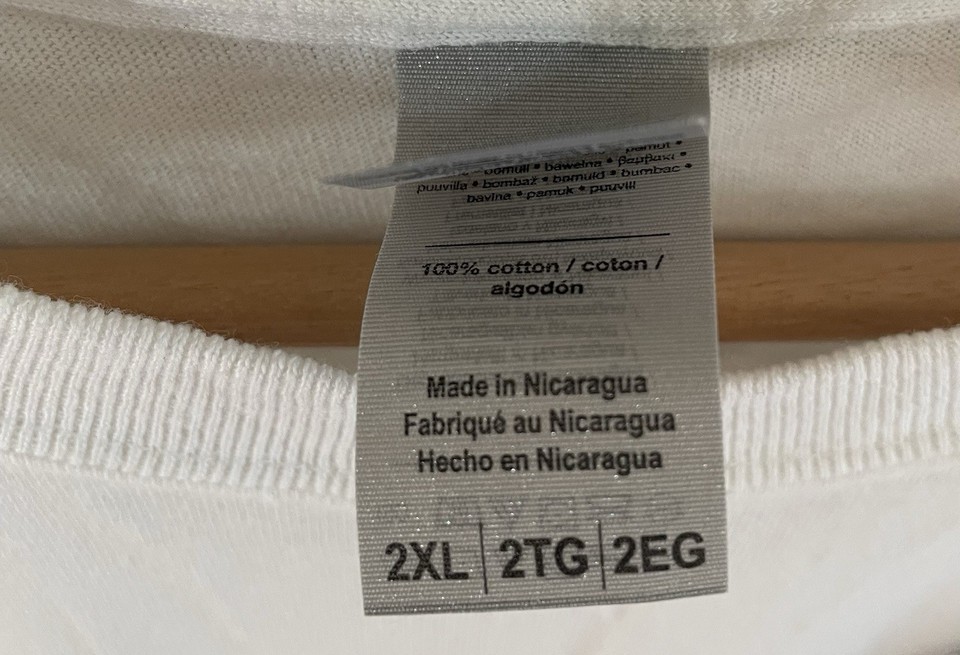 pamut •
bomull • bawełna • βαμβακι •
puuvilla • bombaž • bomuld • bumbac •
bavlna • pamuk • puuvill
100% cotton / coton /
algodón
Made in Nicaragua
Fabriqué au Nicaragua
Hecho en Nicaragua
2XL | 2TG | 2EG